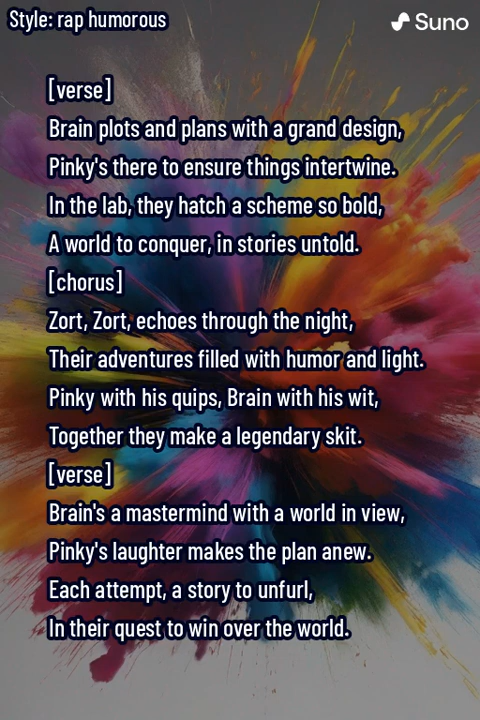 Style: rap humorous
Suno
[verse]
Brain plots and plans with a grand design,
Pinky's there to ensure things intertwine.
In the lab, they hatch a scheme so bold,
A world to conquer, in stories untold.
[chorus]
Zort, Zort, echoes through the night,
Their adventures filled with humor and light.
Pinky with his quips, Brain with his wit,
Together they make a legendary skit.
[verse]
Brain's a mastermind with a world in view,
Pinky's laughter makes the plan anew.
Each attempt, a story to unfurl,
In their quest to win over the world.